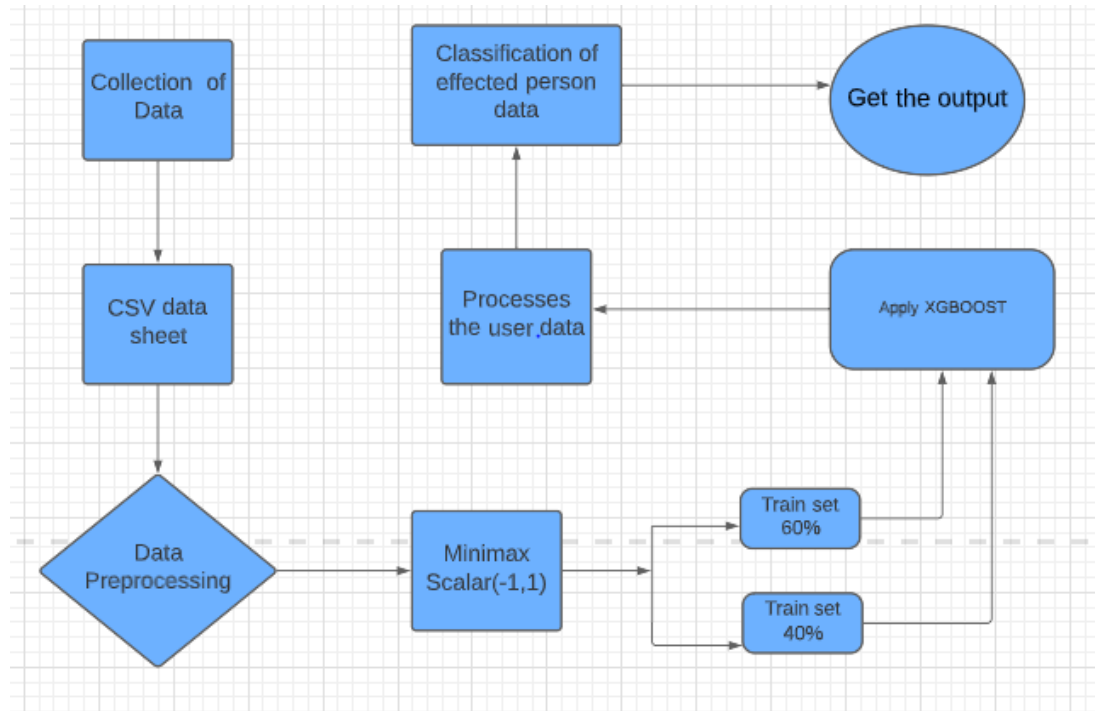 Collection of
Data
CSV data
sheet
Data
Preprocessing
Minimax
Scalar(-1,1)
Train set
60%
Train set
40%
Apply XGBOOST
Processes
the user.data
Classification of
effected person
data
Get the output